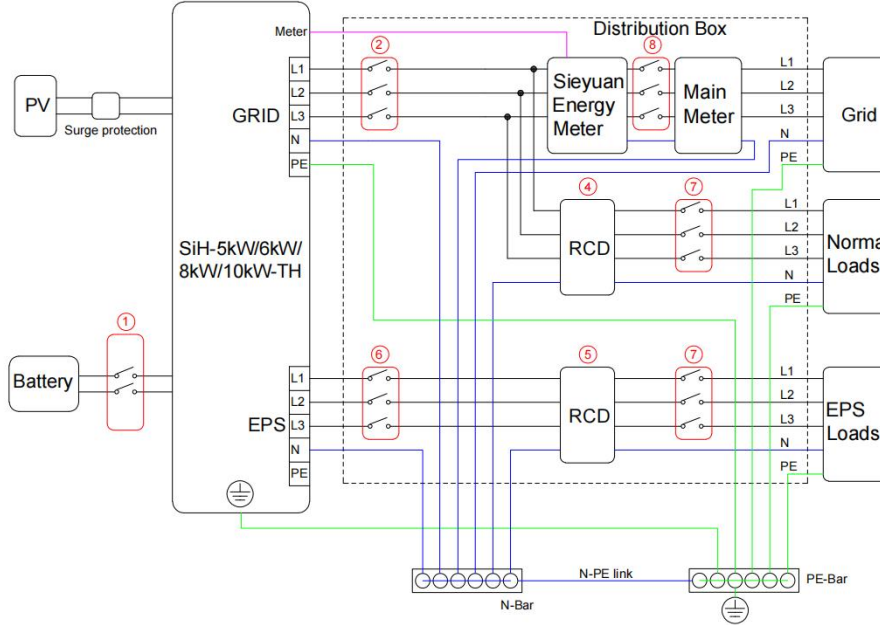 Distribution Box
Meter
②
⑧
L1
L2
L3
N
PE
GRID
PV
Surge protection
Sieyuan
Energy
Meter
Main
Meter
L1
L2
L3
N
PE
Grid
④
⑦
RCD
L1
L2
L3
N
PE
Norma
Loads
SiH-5kW/6kW/
8kW/10kW-TH
①
Battery
⑥
⑤
⑦
L1
L2
L3
N
PE
EPS
RCD
L1
L2
L3
N
PE
EPS
Loads
N-PE link
N-Bar
PE-Bar